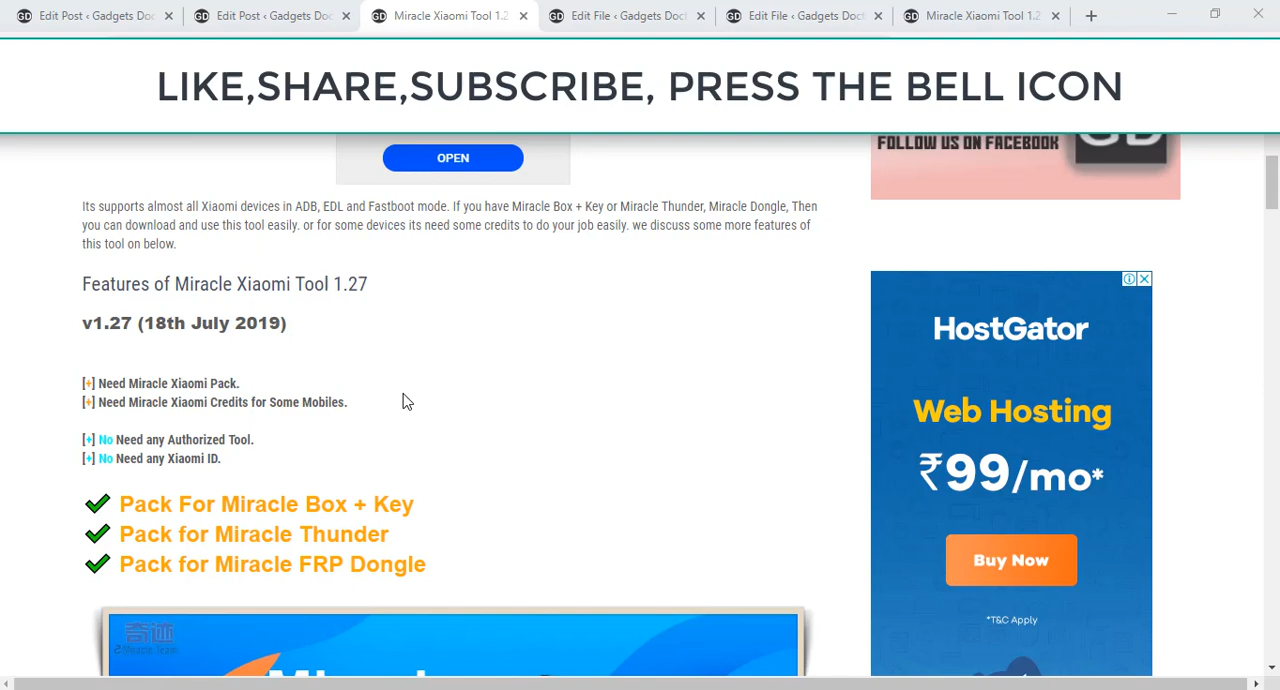 Edit Post ‹ Gadgets Doc
Edit Post ‹ Gadgets Doc
Miracle Xiaomi Tool 1.2
Edit File ‹ Gadgets Doct
Edit File ‹ Gadgets Doct
Miracle Xiaomi Tool 1.2
LIKE,SHARE,SUBSCRIBE, PRESS THE BELL ICON
OPEN
FOLLOW US ON FACEBOOK
GD
Its supports almost all Xiaomi devices in ADB, EDL and Fastboot mode. If you have Miracle Box + Key or Miracle Thunder, Miracle Dongle, Then
you can download and use this tool easily. or for some devices its need some credits to do your job easily. we discuss some more features of
this tool on below.
Features of Miracle Xiaomi Tool 1.27
v1.27 (18th July 2019)
[+] Need Miracle Xiaomi Pack.
[+] Need Miracle Xiaomi Credits for Some Mobiles.
[+] No Need any Authorized Tool.
[+] No Need any Xiaomi ID.
Pack For Miracle Box + Key
Pack for Miracle Thunder
Pack for Miracle FRP Dongle
奇迹
Miracle Team
HostGator
Web Hosting
₹99/mo*
Buy Now
*T&C Apply